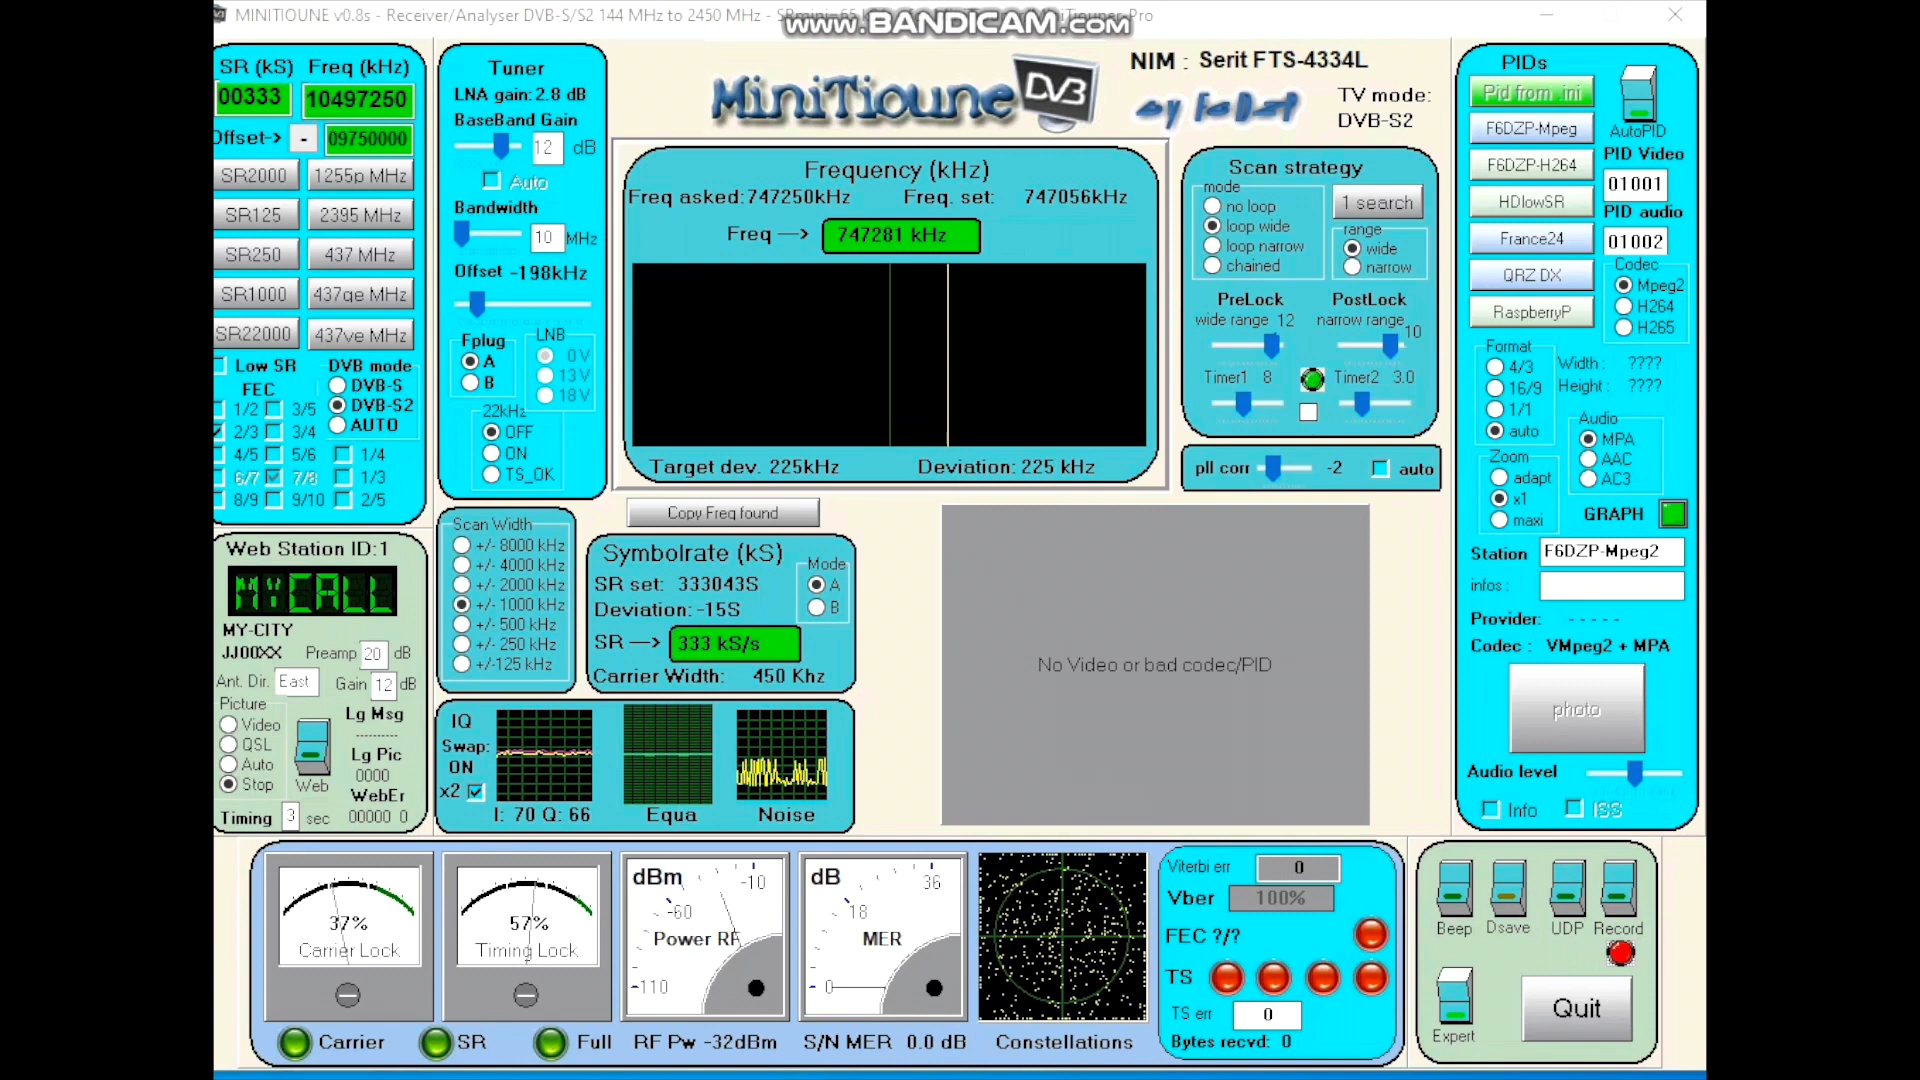 MINITIOUNE v0.8s - Receiver/Analyser DVB-S/S2 144 MHz to 2450 MHz -
www.BANDICAM.com
SR (kS) Freq (kHz)
00333 10497250
Offset-> - 09750000
SR2000 1255p MHz
SR125 2395 MHz
SR250 437 MHz
SR1000 437qe MHz
SR22000 437ve MHz
Low SR
FEC
DVB mode
DVB-S
DVB-S2
AUTO
1/2 3/5
2/3 3/4
4/5 5/6 1/4
6/7 7/8 1/3
8/9 9/10 2/5
Web Station ID:1
MYCALL
MY-CITY
JJ00XX Preamp 20 dB
Ant. Dir. East Gain 12 dB
Picture
Video
QSL
Auto
Stop
Web
Lg Msg
----------
Lg Pic
0000
WebEr
00000 0
Timing 3 sec
Tuner
LNA gain: 2.8 dB
BaseBand Gain
12 dB
Auto
Bandwidth
10 MHz
Offset -198kHz
Fplug
A
B
LNB
0V
13V
18V
22kHz
OFF
ON
TS_OK
MiniTioune
DV3
by F6DZP
NIM : Serit FTS-4334L
TV mode:
DVB-S2
Frequency (kHz)
Freq asked:747250kHz Freq. set: 747056kHz
Freq --> 747281 kHz
Target dev. 225kHz Deviation: 225 kHz
Copy Freq found
Scan strategy
mode
no loop
loop wide
loop narrow
chained
1 search
range
wide
narrow
PreLock PostLock
wide range 12 narrow range 10
Timer1 8 Timer2 3.0
pll corr -2 auto
Scan Width
+/- 8000 kHz
+/- 4000 kHz
+/- 2000 kHz
+/- 1000 kHz
+/- 500 kHz
+/- 250 kHz
+/-125 kHz
Symbolrate (kS)
SR set: 333043S
Deviation: -15S
SR --> 333 kS/s
Carrier Width: 450 Khz
Mode
A
B
IQ
Swap:
ON
x2
I: 70 Q: 66
Equa
Noise
No Video or bad codec/PID
PIDs
Pid from .ini
F6DZP-Mpeg
F6DZP-H264
HDlowSR
France24
QRZ DX
RaspberryP
AutoPID
PID Video
01001
PID audio
01002
Codec
Mpeg2
H264
H265
Format
4/3
16/9
1/1
auto
Width : ????
Height : ????
Audio
MPA
AAC
AC3
Zoom
adapt
x1
maxi
GRAPH
Station F6DZP-Mpeg2
infos :
Provider: - - - - -
Codec : VMpeg2 + MPA
photo
Audio level
Info ISS
37%
Carrier Lock
57%
Timing Lock
dBm
-10
-60
Power RF
-110
dB
36
18
MER
0
Carrier SR Full RF Pw -32dBm S/N MER 0.0 dB Constellations
Viterbi err 0
Vber 100%
FEC ?/?
TS
TS err 0
Bytes recvd: 0
Beep Dsave UDP Record
Expert
Quit